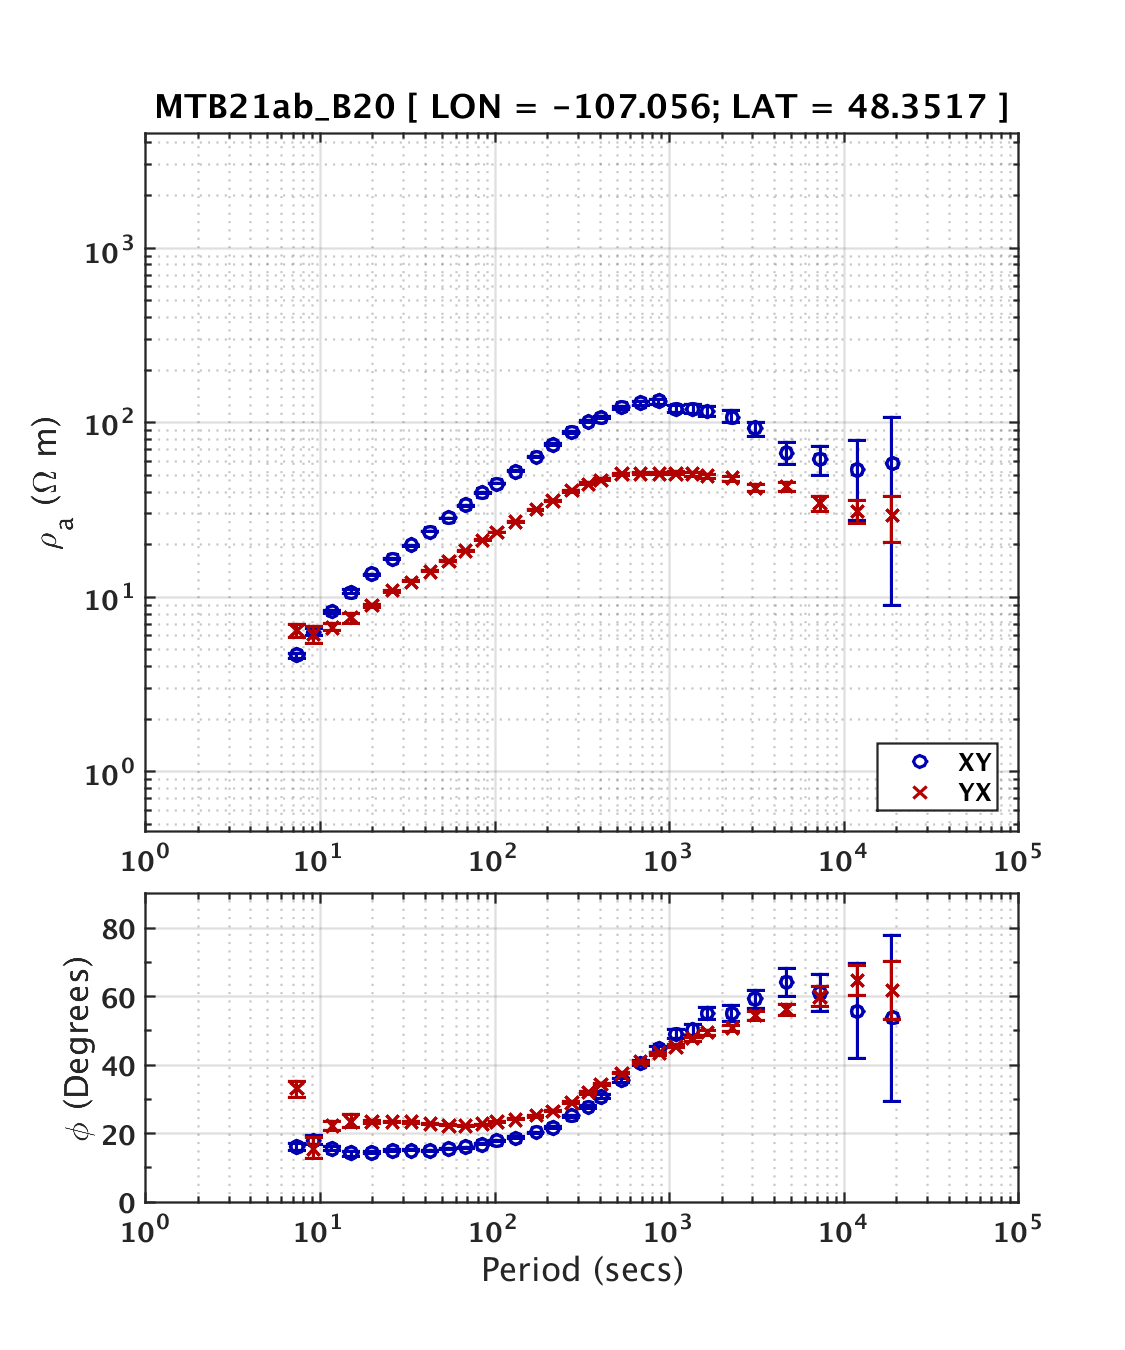 MTB21ab_B20 [ LON = -107.056; LAT = 48.3517 ]
10³
10²
10¹
10⁰
ρₐ (Ω m)
XY
YX
10⁰ 10¹ 10² 10³ 10⁴ 10⁵
80
60
40
20
0
ϕ (Degrees)
10⁰ 10¹ 10² 10³ 10⁴ 10⁵
Period (secs)